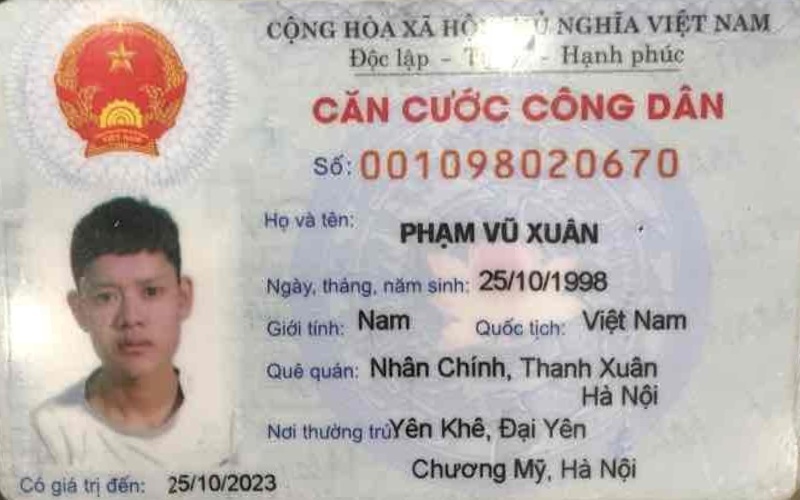 CỘNG HÒA XÃ HỘI NGHĨA VIỆT NAM
Độc lập - - Hạnh phúc
CĂN CƯỚC CÔNG DÂN
Số: 001098020670
Họ và tên: PHẠM VŨ XUÂN
Ngày, tháng, năm sinh: 25/10/1998
Giới tính: Nam Quốc tịch: Việt Nam
Quê quán: Nhân Chính, Thanh Xuân
Hà Nội
Nơi thường trú: Yên Khê, Đại Yên
Chương Mỹ, Hà Nội
Có giá trị đến: 25/10/2023